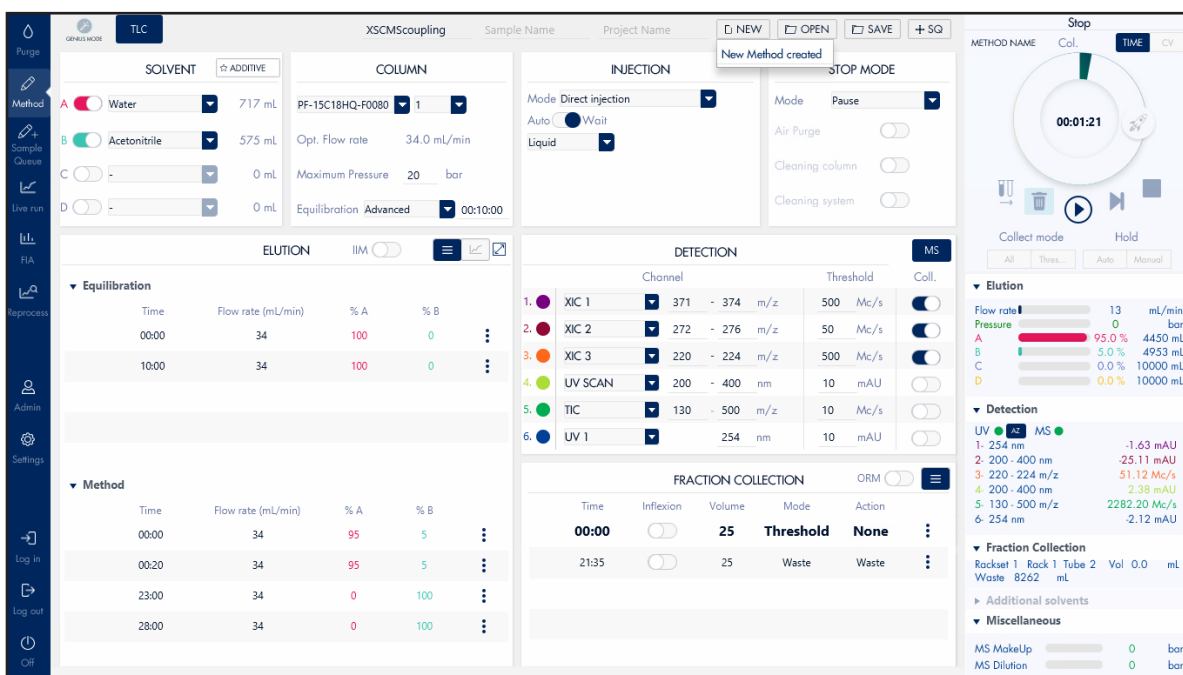 Purge
Method
Sample
Queue
Live run
FIA
Reprocess
Admin
Settings
Log in
Log out
Off
GENIUS MODE
TLC
XSCMScoupling Sample Name Project Name
NEW OPEN SAVE + SQ
New Method created
SOLVENT ADDITIVE
A Water 717 mL
B Acetonitrile 575 mL
C - 0 mL
D - 0 mL
COLUMN
PF-15C18HQ-F0080 1
Opt. Flow rate 34.0 mL/min
Maximum Pressure 20 bar
Equilibration Advanced 00:10:00
INJECTION
Mode Direct injection
Auto Wait
Liquid
STOP MODE
Mode Pause
Air Purge
Cleaning column
Cleaning system
ELUTION IIM
Equilibration
Time Flow rate (mL/min) % A % B
00:00 34 100 0
10:00 34 100 0
Method
Time Flow rate (mL/min) % A % B
00:00 34 95 5
00:20 34 95 5
23:00 34 0 100
28:00 34 0 100
DETECTION MS
Channel Threshold Coll.
1. XIC 1 371 - 374 m/z 500 Mc/s
2. XIC 2 272 - 276 m/z 50 Mc/s
3. XIC 3 220 - 224 m/z 500 Mc/s
4. UV SCAN 200 - 400 nm 10 mAU
5. TIC 130 - 500 m/z 10 Mc/s
6. UV 1 254 nm 10 mAU
FRACTION COLLECTION ORM
Time Inflexion Volume Mode Action
00:00 25 Threshold None
21:35 25 Waste Waste
Stop
METHOD NAME Col. TIME CV
00:01:21
Collect mode Hold
All Thres... Auto Manual
Elution
Flow rate 13 mL/min
Pressure 0 bar
A 95.0 % 4450 mL
B 5.0 % 4953 mL
C 0.0 % 10000 mL
D 0.0 % 10000 mL
Detection
UV AZ MS
1- 254 nm -1.63 mAU
2- 200 - 400 nm -25.11 mAU
3- 220 - 224 m/z 51.12 Mc/s
4- 200 - 400 nm 2.38 mAU
5- 130 - 500 m/z 2282.20 Mc/s
6- 254 nm -2.12 mAU
Fraction Collection
Rackset 1 Rack 1 Tube 2 Vol 0.0 mL
Waste 8262 mL
Additional solvents
Miscellaneous
MS MakeUp 0 bar
MS Dilution 0 bar